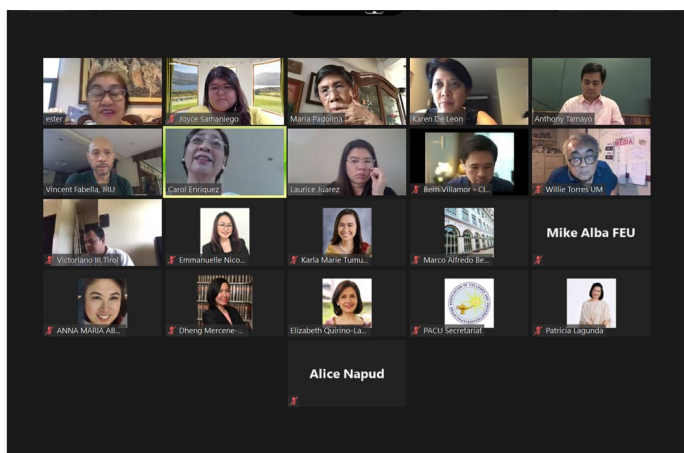 ester
Joyce Samaniego
Maria Padolina
Karen De Leon
Anthony Tamayo
Vincent Fabella, JRU
Carol Enriquez
Laurice Juarez
Bern Villamor - CI...
Willie Torres UM
Victoriano III Tirol
Emmanuelle Nico...
Karla Marie Tumu...
Marco Alfredo Be...
Mike Alba FEU
ANNA MARIA AB...
Dheng Mercene-...
Elizabeth Quirino-La...
PACU Secretariat
Patricia Lagunda
Alice Napud